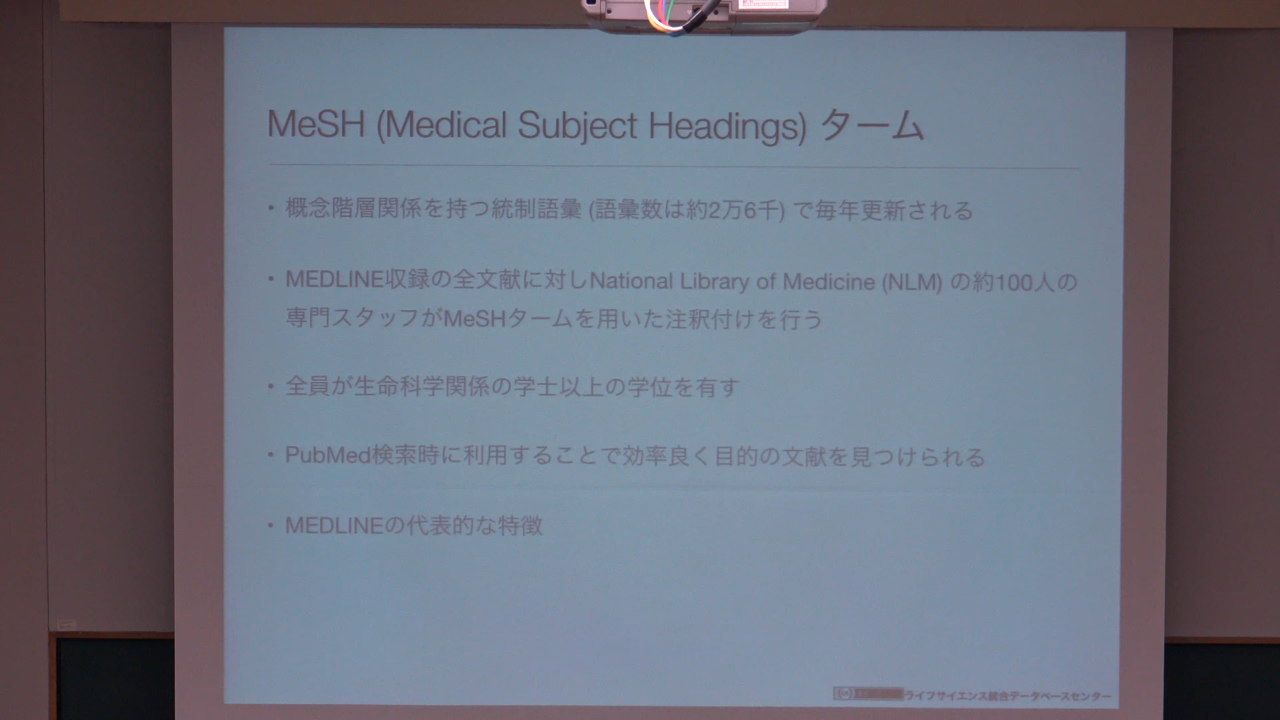 MeSH (Medical Subject Headings) ターム
• 概念階層関係を持つ統制語彙 (語彙数は約2万6千) で毎年更新される
• MEDLINE収録の全文献に対しNational Library of Medicine (NLM) の約100人の
専門スタッフがMeSHタームを用いた注釈付けを行う
• 全員が生命科学関係の学士以上の学位を有す
• PubMed検索時に利用することで効率良く目的の文献を見つけられる
• MEDLINEの代表的な特徴
ライフサイエンス統合データベースセンター